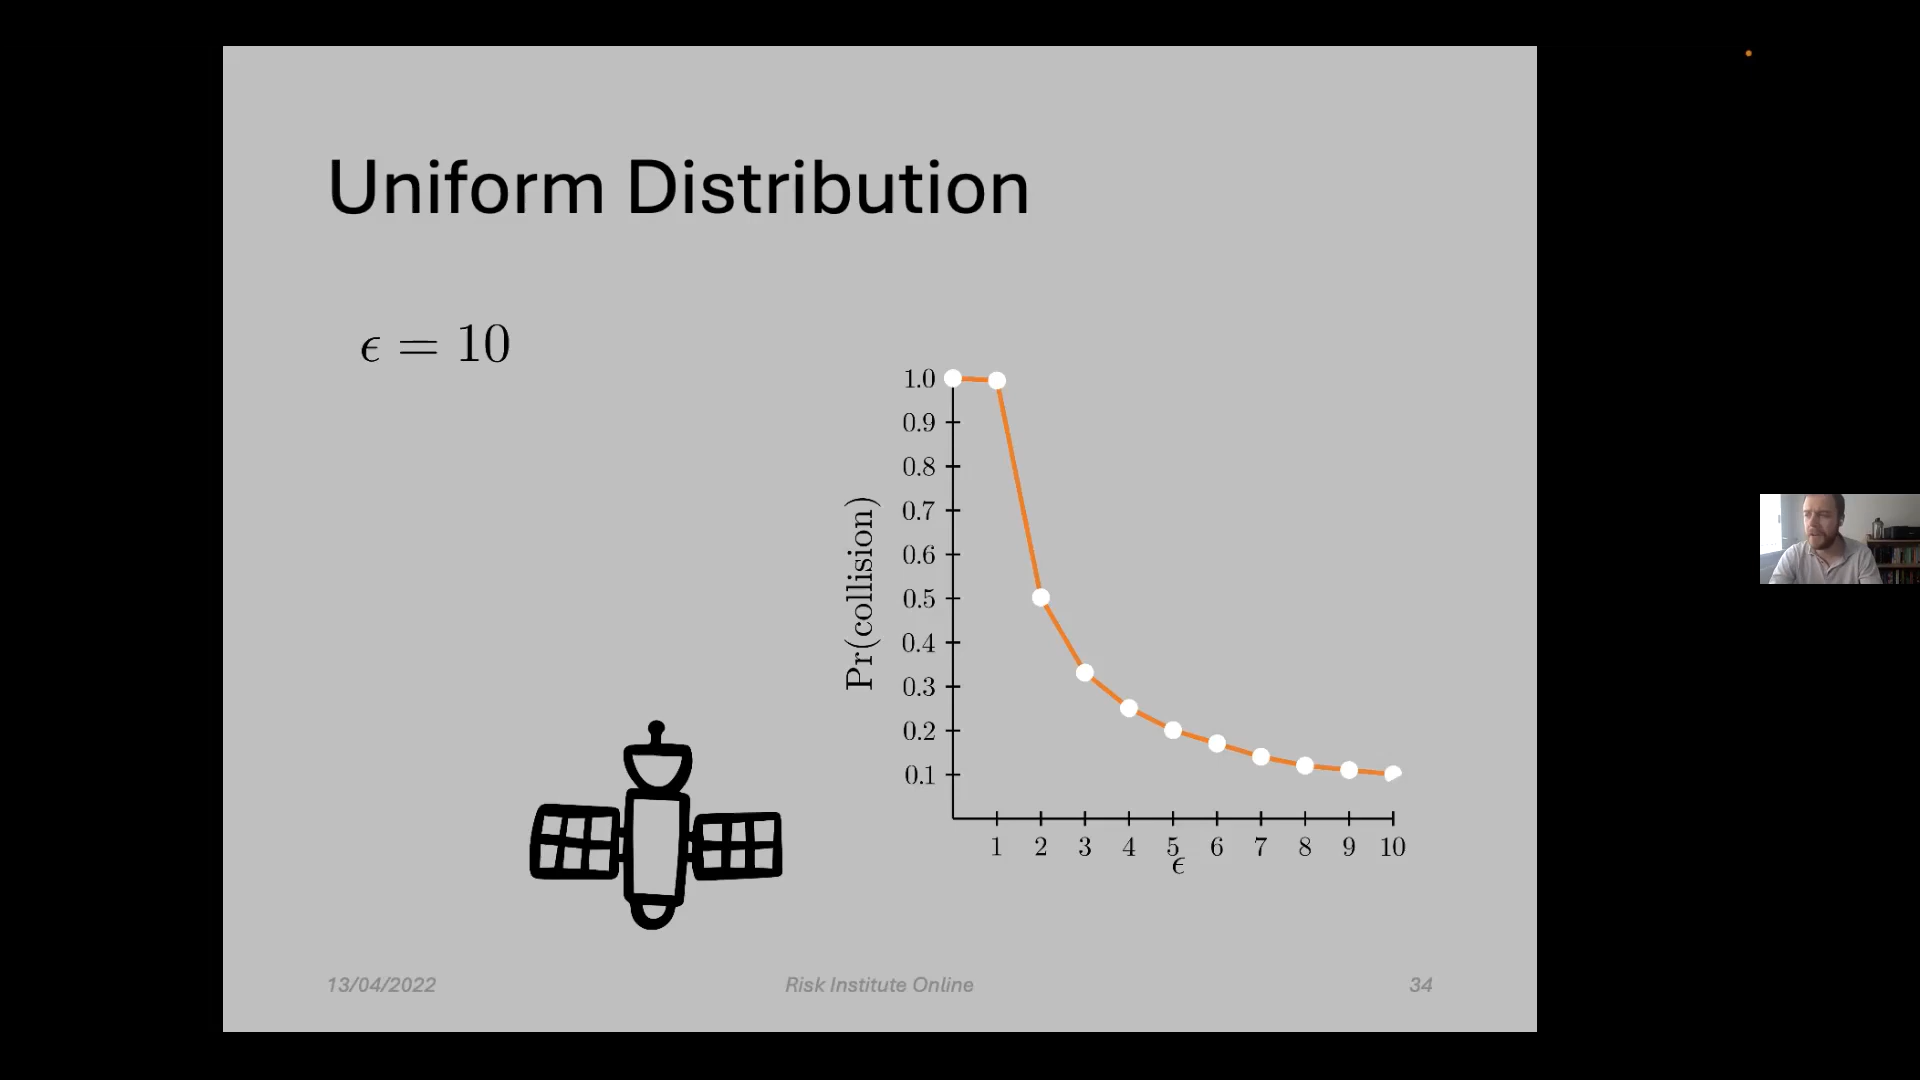 Uniform Distribution
ϵ = 10
Pr(collision)
1.0
0.9
0.8
0.7
0.6
0.5
0.4
0.3
0.2
0.1
1 2 3 4 5 6 7 8 9 10
ϵ
13/04/2022 Risk Institute Online 34